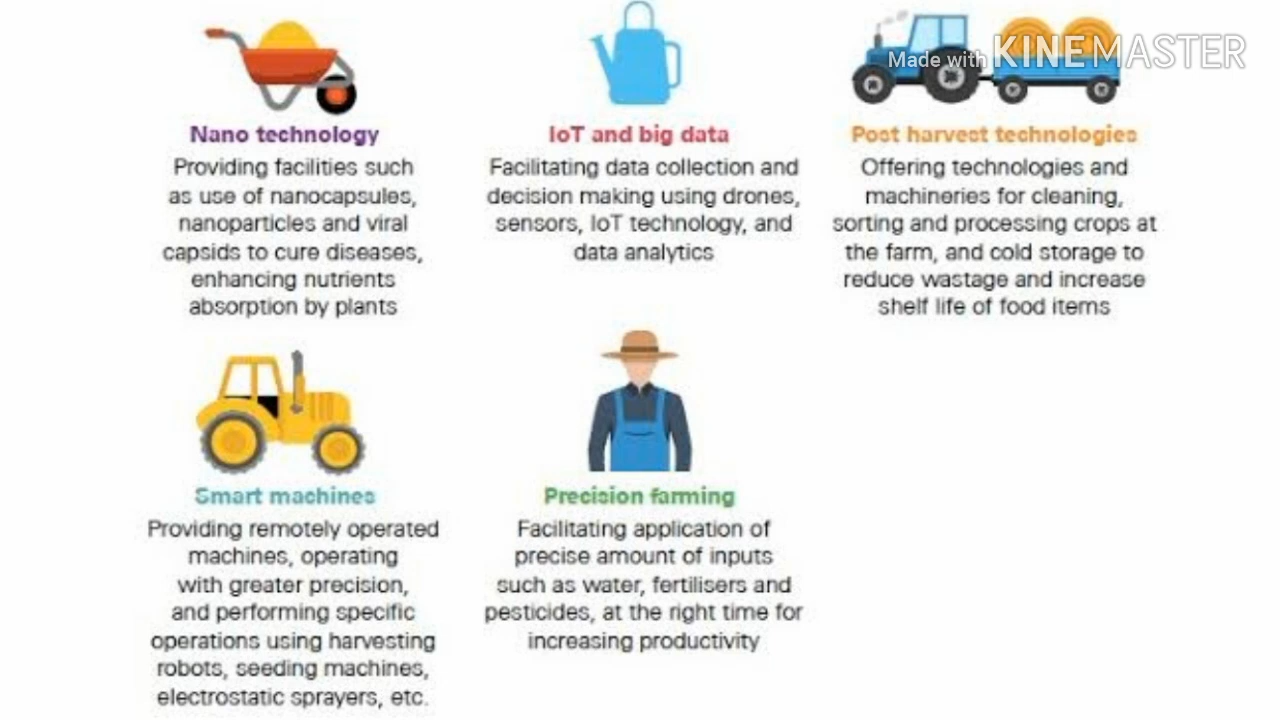 Made with KINEMASTER
Nano technology
Providing facilities such
as use of nanocapsules,
nanoparticles and viral
capsids to cure diseases,
enhancing nutrients
absorption by plants
IoT and big data
Facilitating data collection and
decision making using drones,
sensors, IoT technology, and
data analytics
Post harvest technologies
Offering technologies and
machineries for cleaning,
sorting and processing crops at
the farm, and cold storage to
reduce wastage and increase
shelf life of food items
Smart machines
Providing remotely operated
machines, operating
with greater precision,
and performing specific
operations using harvesting
robots, seeding machines,
electrostatic sprayers, etc.
Precision farming
Facilitating application of
precise amount of inputs
such as water, fertilisers and
pesticides, at the right time for
increasing productivity